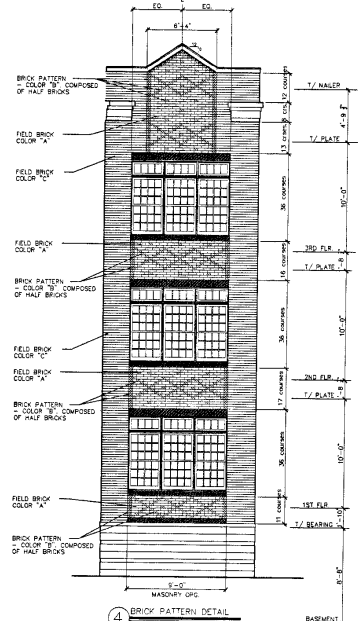 EQ. EQ.
6'-4"
12
BRICK PATTERN
- COLOR "B", COMPOSED
OF HALF BRICKS
12 courses
T/ NAILER
8 crs.
4'-9
FIELD BRICK
COLOR "A"
13 crses.
T/ PLATE
FIELD BRICK
COLOR "C"
36 courses
10'-0"
FIELD BRICK
COLOR "A"
3RD FLR.
BRICK PATTERN
- COLOR "B", COMPOSED
OF HALF BRICKS
16 courses
T/ PLATE
36 courses
10'-0"
FIELD BRICK
COLOR "C"
FIELD BRICK
COLOR "A"
2ND FLR.
17 courses
T/ PLATE
BRICK PATTERN
- COLOR "B", COMPOSED
OF HALF BRICKS
36 courses
10'-0"
FIELD BRICK
COLOR "A"
11 courses
1ST FLR
T/ BEARING
BRICK PATTERN
- COLOR "B", COMPOSED
OF HALF BRICKS
8'-8"
9'-0"
MASONRY OPG.
4 BRICK PATTERN DETAIL
BASEMENT